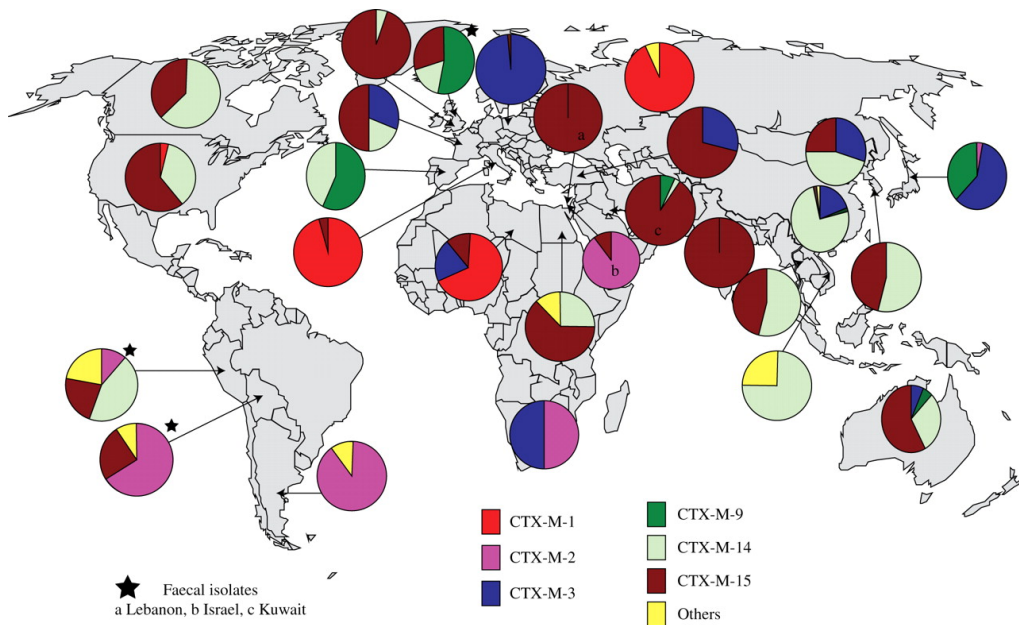 a
c
b
CTX-M-1
CTX-M-2
CTX-M-3
CTX-M-9
CTX-M-14
CTX-M-15
Others
Faecal isolates
a Lebanon, b Israel, c Kuwait